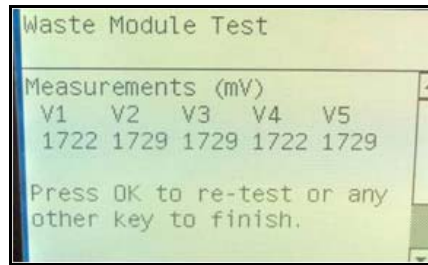 Waste Module Test
Measurements (mV)
V1 V2 V3 V4 V5
1722 1729 1729 1722 1729
Press OK to re-test or any
other key to finish.